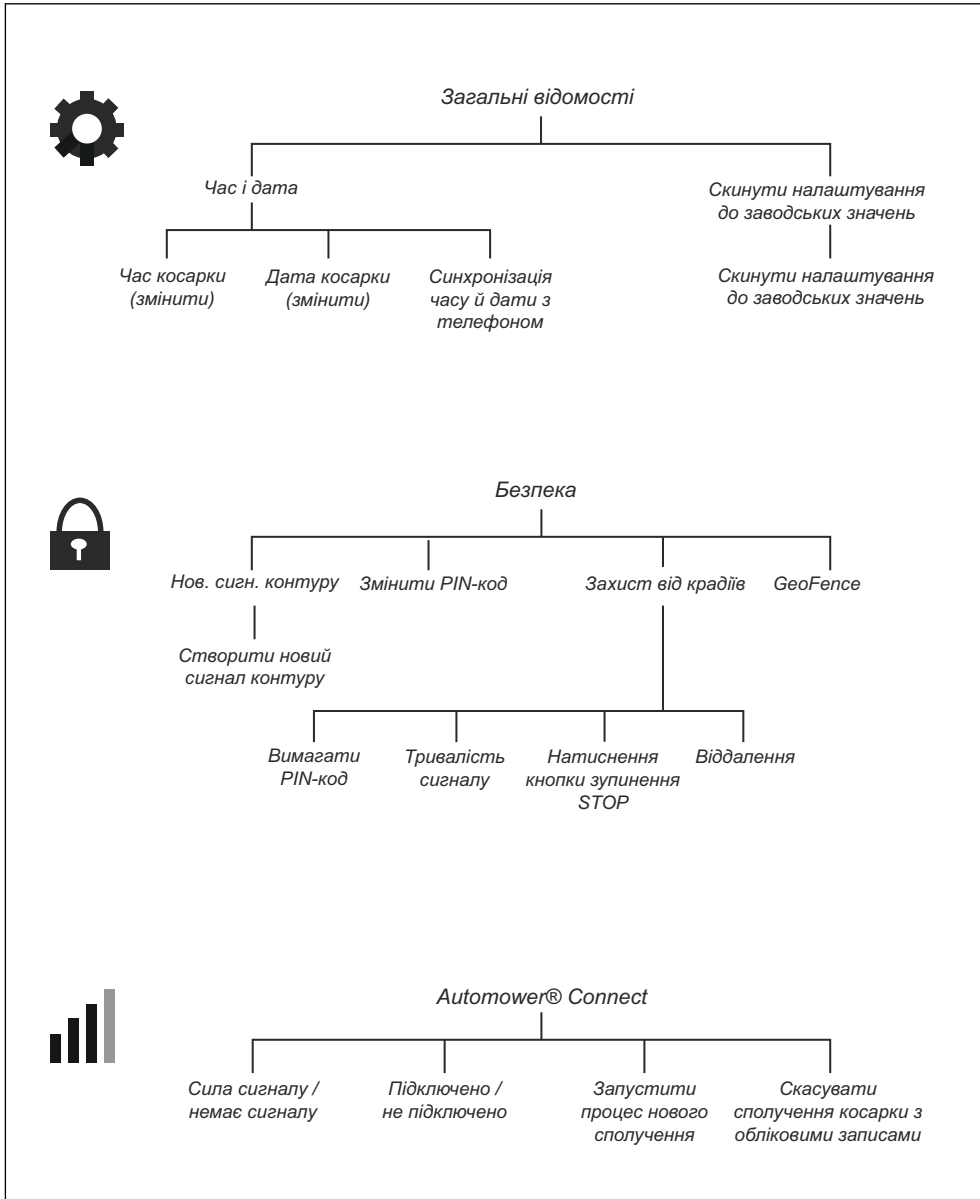 Загальні відомості
Час і дата
Скинути налаштування
до заводських значень
Час косарки
(змінити)
Дата косарки
(змінити)
Синхронізація
часу й дати з
телефоном
Скинути налаштування
до заводських значень
Безпека
Нов. сигн. контуру
Змінити PIN-код
Захист від крадіїв
GeoFence
Створити новий
сигнал контуру
Вимагати
PIN-код
Тривалість
сигналу
Натиснення
кнопки зупинення
STOP
Віддалення
Automower® Connect
Сила сигналу /
немає сигналу
Підключено /
не підключено
Запустити
процес нового
сполучення
Скасувати
сполучення косарки з
обліковими записами